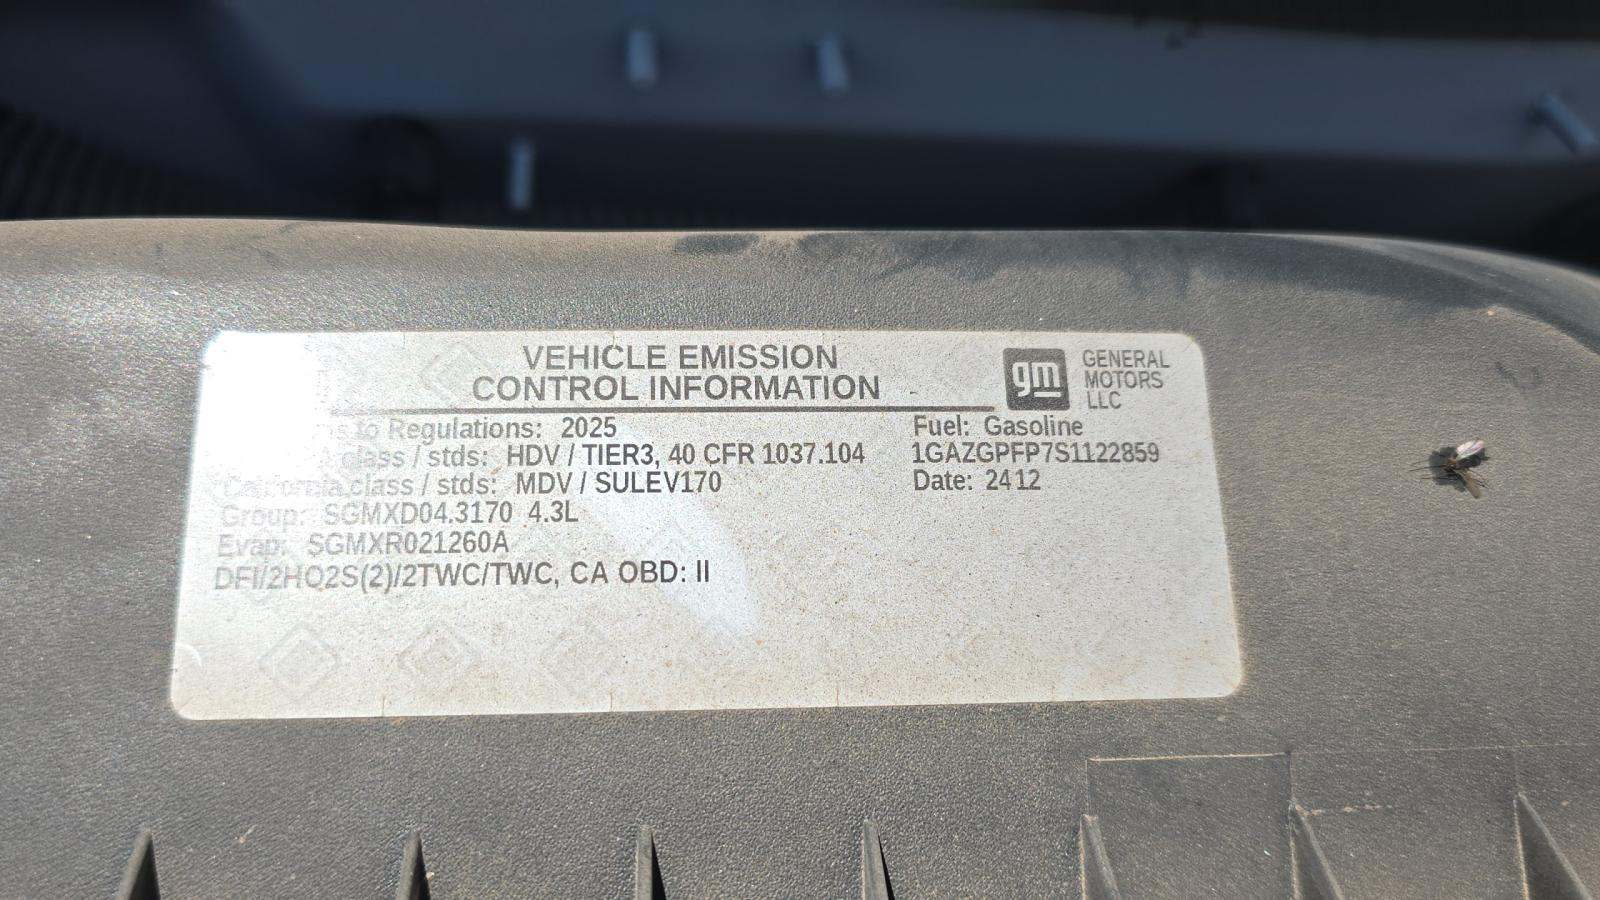 VEHICLE EMISSION
CONTROL INFORMATION
gm GENERAL
MOTORS
LLC
to Regulations: 2025
Fuel: Gasoline
class / stds: HDV / TIER3, 40 CFR 1037.104
1GAZGPFP7S1122859
California class / stds: MDV / SULEV170
Date: 2412
Group: SGMXD04.3170 4.3L
Evap: SGMXR021260A
DFI/2HO2S(2)/2TWC/TWC, CA OBD: II